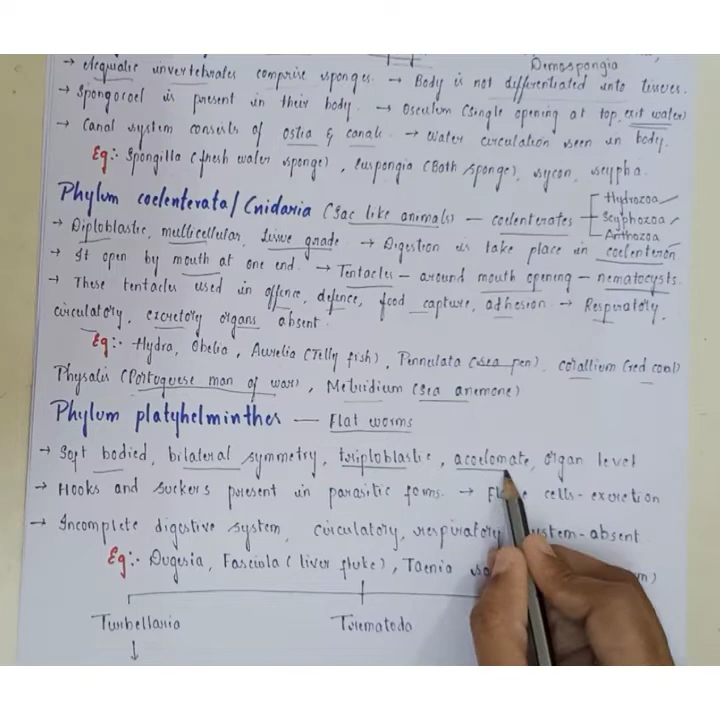 Demospongia
→ Aequatic invertebrates comprise sponges. → Body is not differentiated into tissues.
→ Spongocoel is present in their body. → Osculum (single opening at top, exit water)
→ Canal system consists of ostia & canals. → Water circulation seen in body.
Eg:- Spongilla (fresh water sponge), Euspongia (Bath sponge), sycon, scypha.
Phylum coelenterata/Cnidaria (Sac like animals) — coelenterates
Hydrozoa
Scyphozoa
Anthozoa
→ Diploblastic, multicellular, tissue grade. → Digestion is take place in coelenteron
→ It open by mouth at one end. → Tentacles - around mouth opening - nematocysts.
→ These tentacles used in offence, defence, food capture, adhesion → Respiratory,
circulatory, excretory organs absent.
Eg:- Hydra, Obelia, Aurelia (Jelly fish), Pennulata (sea pen), corallium (red coal)
Physalis (Portoguese man of war), Metridium (Sea anemone)
Phylum platyhelminthes — Flat worms
→ Soft bodied, bilateral symmetry, triploblastic, acoelomate, organ level
→ Hooks and suckers present in parasitic forms. → cells - excretion
→ Incomplete digestive system, circulatory, respiratory system - absent
Eg:- Dugesia, Fasciola (liver fluke), Taenia
Turbellaria Trematoda